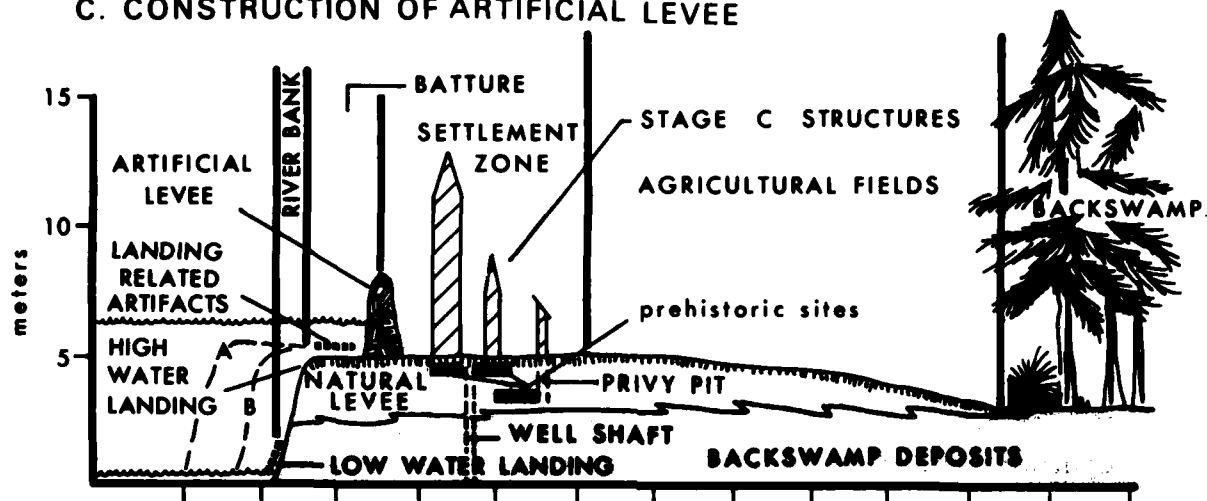 C. CONSTRUCTION OF ARTIFICIAL LEVEE
15
10
5
meters
RIVER BANK
BATTURE
SETTLEMENT
ZONE
STAGE C STRUCTURES
AGRICULTURAL FIELDS
BACKSWAMP
ARTIFICIAL
LEVEE
LANDING
RELATED
ARTIFACTS
HIGH
WATER
LANDING
A
B
NATURAL
LEVEE
prehistoric sites
PRIVY PIT
WELL SHAFT
LOW WATER LANDING
BACKSWAMP DEPOSITS